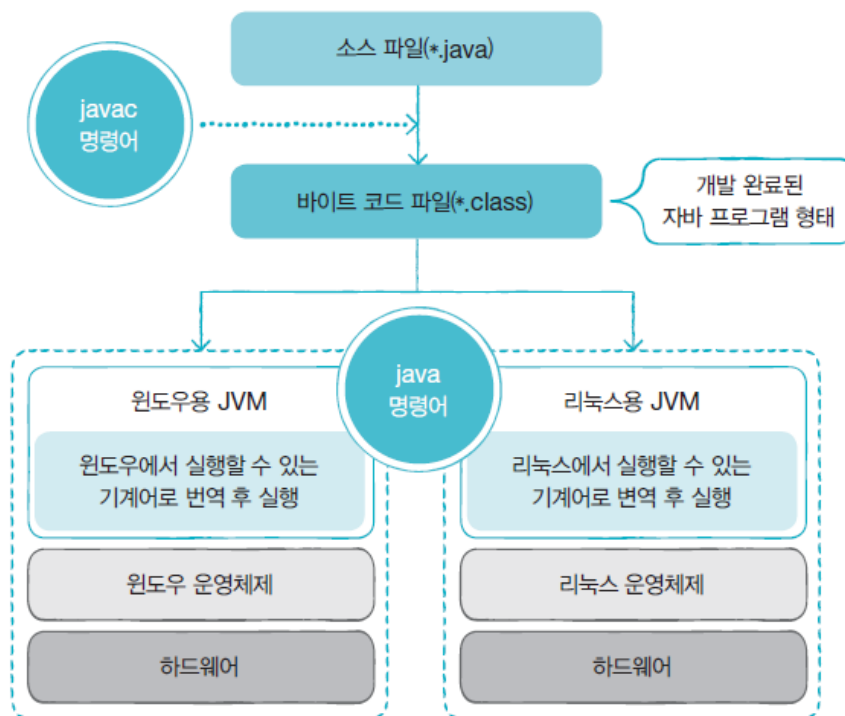 소스 파일(*.java)
javac
명령어
바이트 코드 파일(*.class)
개발 완료된
자바 프로그램 형태
java
명령어
윈도우용 JVM
윈도우에서 실행할 수 있는
기계어로 번역 후 실행
윈도우 운영체제
하드웨어
리눅스용 JVM
리눅스에서 실행할 수 있는
기계어로 변역 후 실행
리눅스 운영체제
하드웨어